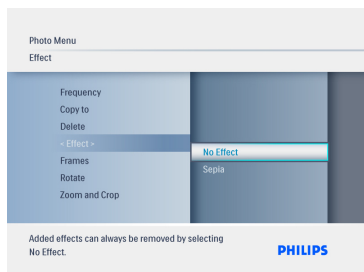 Photo Menu
Effect
Frequency
Copy to
Delete
« Effect »
Frames
Rotate
Zoom and Crop
No Effect
Sepia
Added effects can always be removed by selecting
No Effect.
PHILIPS